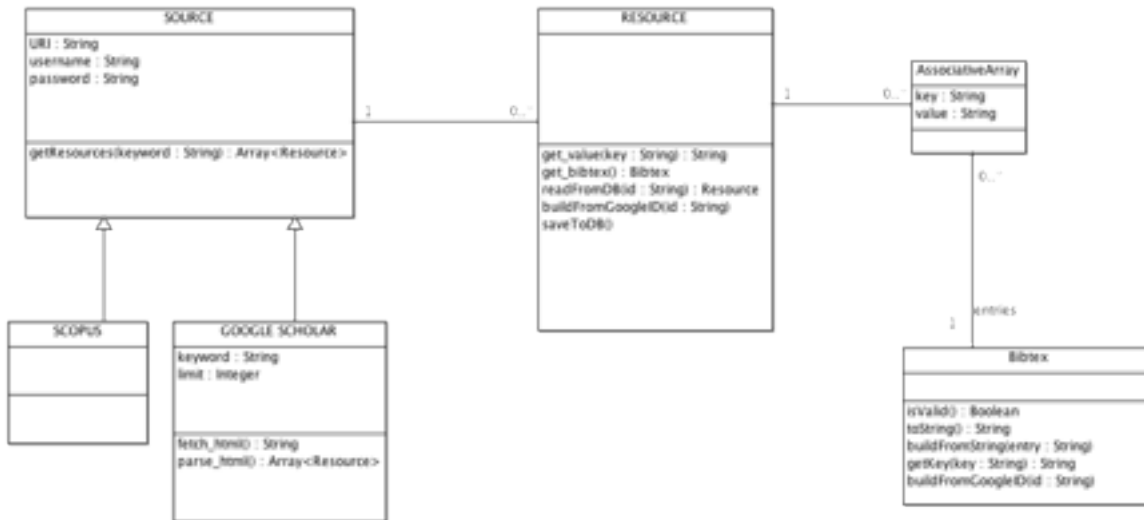 SOURCE
URI : String
username : String
password : String
getResources(keyword : String) : Array<Resource>
1
0..*
RESOURCE
get_value(key : String) : String
get_bibtex() : Bibtex
readFromDB(id : String) : Resource
buildFromGoogleID(id : String)
saveToDB()
1
0..*
AssociativeArray
key : String
value : String
0..*
entries
1
SCOPUS
GOOGLE SCHOLAR
keyword : String
limit : Integer
fetch_html() : String
parse_html() : Array<Resource>
Bibtex
isValid() : Boolean
toString() : String
buildFromString(entry : String)
getKey(key : String) : String
buildFromGoogleID(id : String)